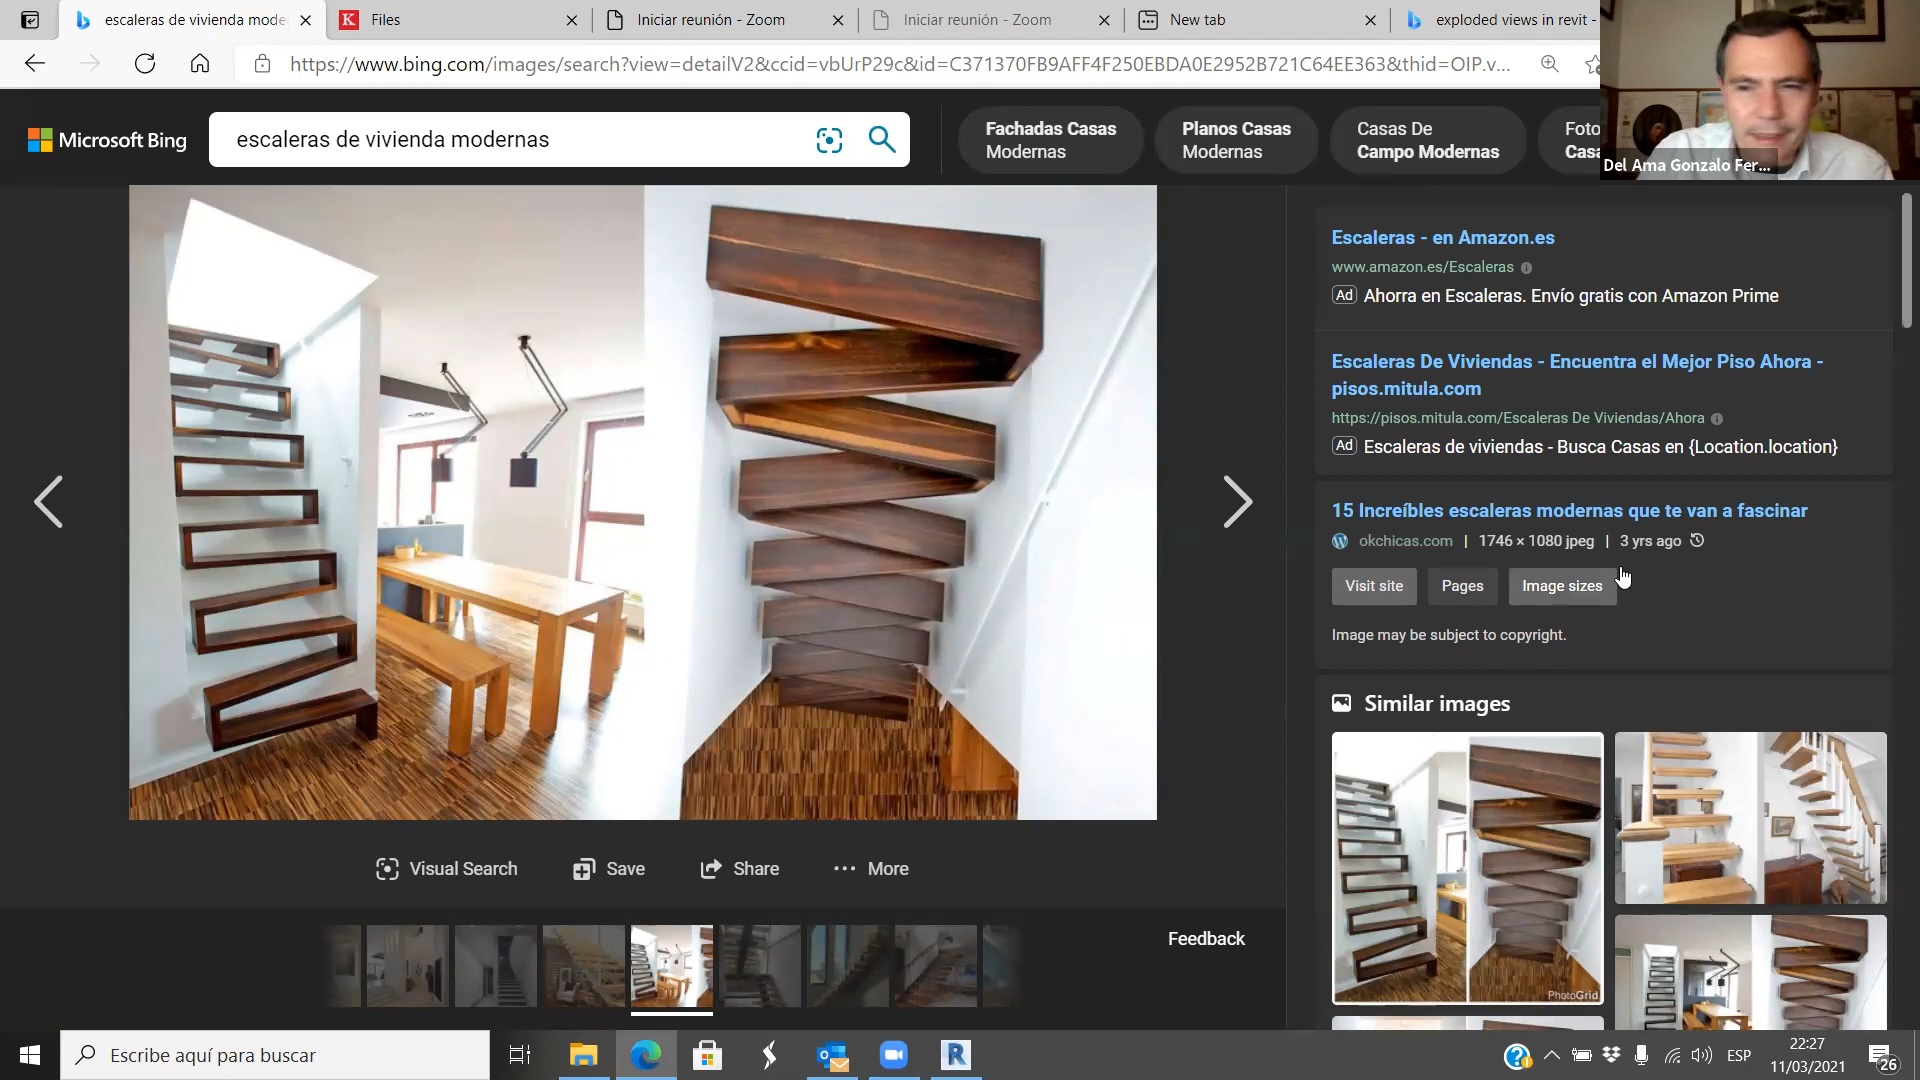 escaleras de vivienda mode
Files
Iniciar reunión - Zoom
Iniciar reunión - Zoom
New tab
exploded views in revit -
https://www.bing.com/images/search?view=detailV2&ccid=vbUrP29c&id=C371370FB9AFF4F250EBDA0E2952B721C64EE363&thid=OIP.v...
Microsoft Bing
escaleras de vivienda modernas
Fachadas Casas
Modernas
Planos Casas
Modernas
Casas De
Campo Modernas
Foto
Casa
Del Ama Gonzalo Fer...
Escaleras - en Amazon.es
www.amazon.es/Escaleras
Ad Ahorra en Escaleras. Envío gratis con Amazon Prime
Escaleras De Viviendas - Encuentra el Mejor Piso Ahora -
pisos.mitula.com
https://pisos.mitula.com/Escaleras De Viviendas/Ahora
Ad Escaleras de viviendas - Busca Casas en {Location.location}
15 Increíbles escaleras modernas que te van a fascinar
okchicas.com | 1746 × 1080 jpeg | 3 yrs ago
Visit site
Pages
Image sizes
Image may be subject to copyright.
Similar images
PhotoGrid
Visual Search
Save
Share
More
Feedback
Escribe aquí para buscar
ESP
22:27
11/03/2021
26